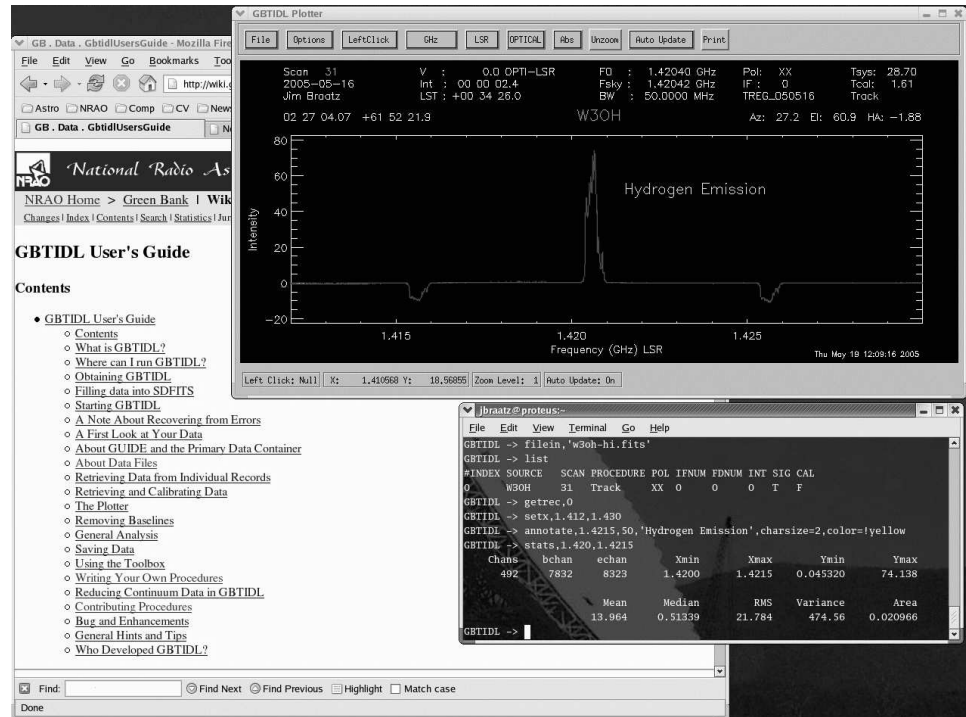 GBTIDL Plotter
File Options LeftClick GHz LSR OPTICAL Abs Unzoom Auto Update Print
Scan 31 V : 0.0 OPTI-LSR F0 : 1.42040 GHz Pol: XX Tsys: 28.70
2005-05-16 Int : 00 00 02.4 Fsky : 1.42042 GHz IF : 0 Tcal: 1.61
Jim Braatz LST : +00 34 26.0 BW : 50.0000 MHz TREG_050516 Track
02 27 04.07 +61 52 21.9 W3OH Az: 27.2 El: 60.9 HA: -1.88
80
60
40
20
0
-20
Intensity
Hydrogen Emission
1.415 1.420 1.425
Frequency (GHz) LSR
Thu May 19 12:09:16 2005
Left Click: Null X: 1.410568 Y: 18.56855 Zoom Level: 1 Auto Update: On
GB . Data . GbtidlUsersGuide - Mozilla Fire
File Edit View Go Bookmarks Too
http://wiki.g
Astro NRAO Comp CV News
GB . Data . GbtidlUsersGuide
NRAO
National Radio As
NRAO Home > Green Bank | Wik
Changes | Index | Contents | Search | Statistics | Jun
GBTIDL User's Guide
Contents
GBTIDL User's Guide
Contents
What is GBTIDL?
Where can I run GBTIDL?
Obtaining GBTIDL
Filling data into SDFITS
Starting GBTIDL
A Note About Recovering from Errors
A First Look at Your Data
About GUIDE and the Primary Data Container
About Data Files
Retrieving Data from Individual Records
Retrieving and Calibrating Data
The Plotter
Removing Baselines
General Analysis
Saving Data
Using the Toolbox
Writing Your Own Procedures
Reducing Continuum Data in GBTIDL
Contributing Procedures
Bug and Enhancements
General Hints and Tips
Who Developed GBTIDL?
Find: Find Next Find Previous Highlight Match case
Done
jbraatz@proteus:~
File Edit View Terminal Go Help
GBTIDL -> filein,'w3oh-hi.fits'
GBTIDL -> list
#INDEX SOURCE SCAN PROCEDURE POL IFNUM FDNUM INT SIG CAL
0 W3OH 31 Track XX 0 0 0 T F
GBTIDL -> getrec,0
GBTIDL -> setx,1.412,1.430
GBTIDL -> annotate,1.4215,50,'Hydrogen Emission',charsize=2,color=!yellow
GBTIDL -> stats,1.420,1.4215
Chans bchan echan Xmin Xmax Ymin Ymax
492 7832 8323 1.4200 1.4215 0.045320 74.138
Mean Median RMS Variance Area
13.964 0.51339 21.784 474.56 0.020966
GBTIDL ->